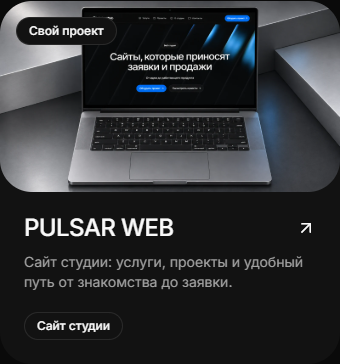 Свой проект
Сайты, которые приносят
заявки и продажи
PULSAR WEB
Сайт студии: услуги, проекты и удобный
путь от знакомства до заявки.
Сайт студии